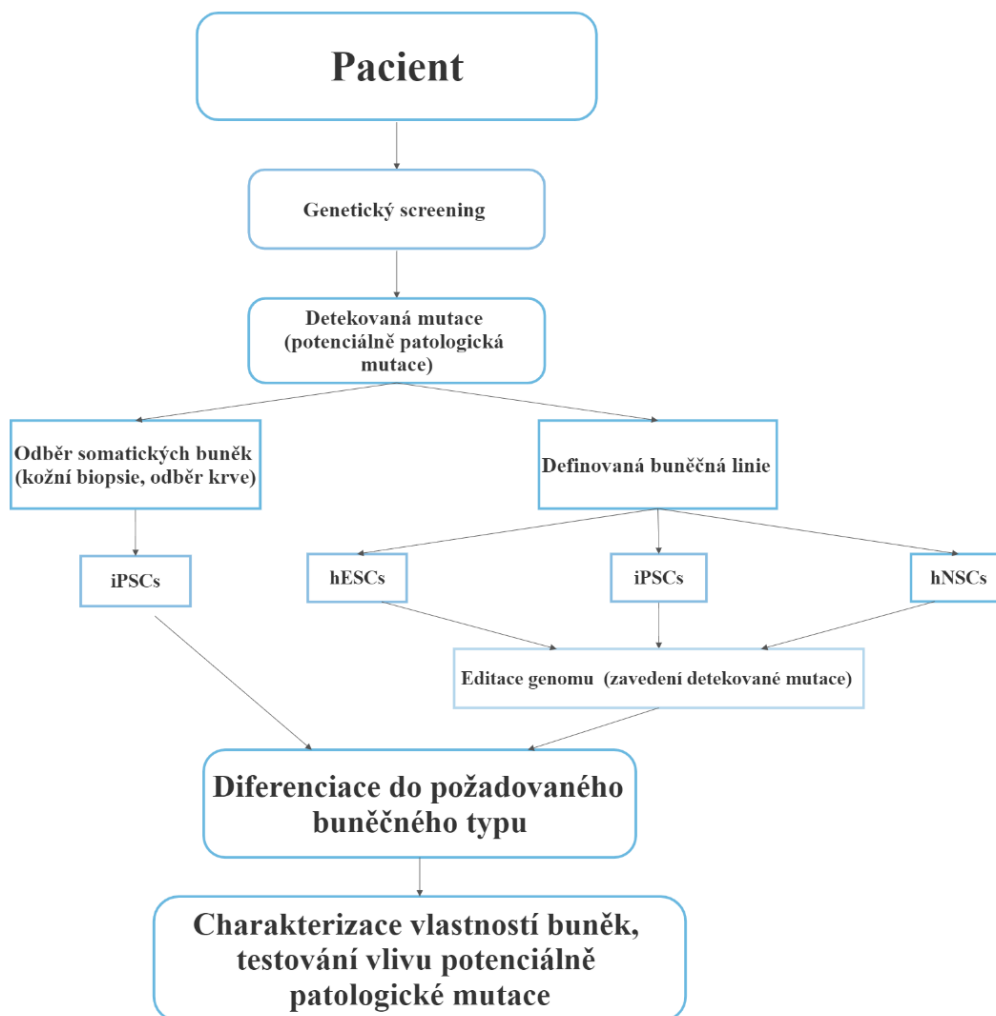 Pacient
Genetický screening
Detekovaná mutace
(potenciálně patologická
mutace)
Odběr somatických buněk
(kožní biopsie, odběr krve)
Definovaná buněčná linie
iPSCs
hESCs
iPSCs
hNSCs
Editace genomu (zavedení detekované mutace)
Diferenciace do požadovaného
buněčného typu
Charakterizace vlastností buněk,
testování vlivu potenciálně
patologické mutace